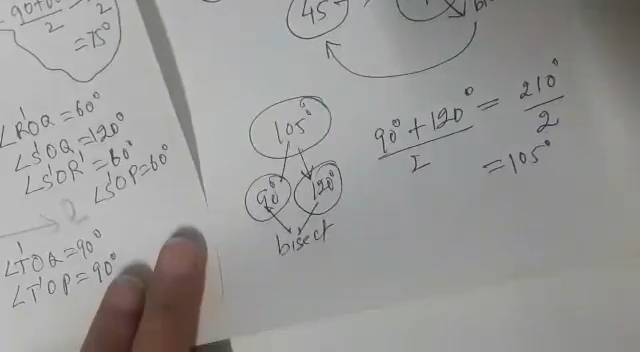 90+60°
2
= 75°
∠ROQ = 60°
∠SOQ = 120°
∠SOR = 60°
∠SOP = 60°
∠TOQ = 90°
∠TOP = 90°
45°
105°
90° 120°
bisect
90° + 120° = 210°
2 2
= 105°